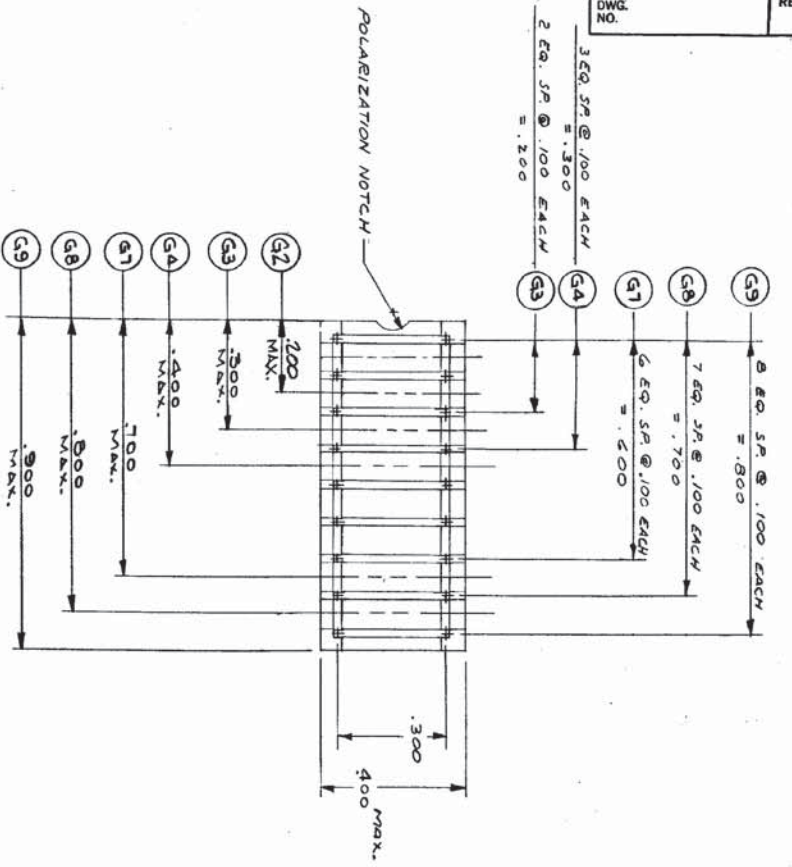 DWG.
NO.
3 EQ. SP. @ .100 EACH
= .300
2 EQ. SP. @ .100 EACH
= .200
POLARIZATION NOTCH
G9
8 EQ. SP. @ .100 EACH
= .800
G8
7 EQ. SP. @ .100 EACH
= .700
G7
6 EQ. SP. @ .100 EACH
= .600
G4
G3
G2
.200
MAX.
G3
.300
MAX.
G4
.400
MAX.
G7
.700
MAX.
G8
.800
MAX.
G9
.900
MAX.
.300
.400 MAX.